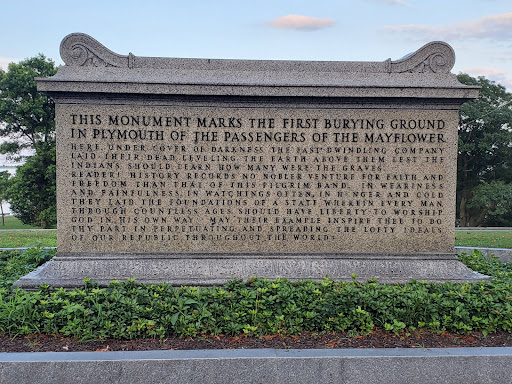 THIS MONUMENT MARKS THE FIRST BURYING GROUND
IN PLYMOUTH OF THE PASSENGERS OF THE MAYFLOWER
HERE UNDER COVER OF DARKNESS THE FAST DWINDLING COMPANY
LAID THEIR DEAD LEVELING THE EARTH ABOVE THEM LEST THE
INDIANS SHOULD LEARN HOW MANY WERE THE GRAVES
READER! HISTORY RECORDS NO NOBLER VENTURE FOR FAITH AND
FREEDOM THAN THAT OF THIS PILGRIM BAND. IN WEARINESS
AND PAINFULNESS IN WATCHINGS OFTEN IN HUNGER AND COLD
THEY LAID THE FOUNDATIONS OF A STATE WHEREIN EVERY MAN
THROUGH COUNTLESS AGES SHOULD HAVE LIBERTY TO WORSHIP
GOD IN HIS OWN WAY. MAY THEIR EXAMPLE INSPIRE THEE TO DO
THY PART IN PERPETUATING AND SPREADING THE LOFTY IDEALS
OF OUR REPUBLIC THROUGHOUT THE WORLD!